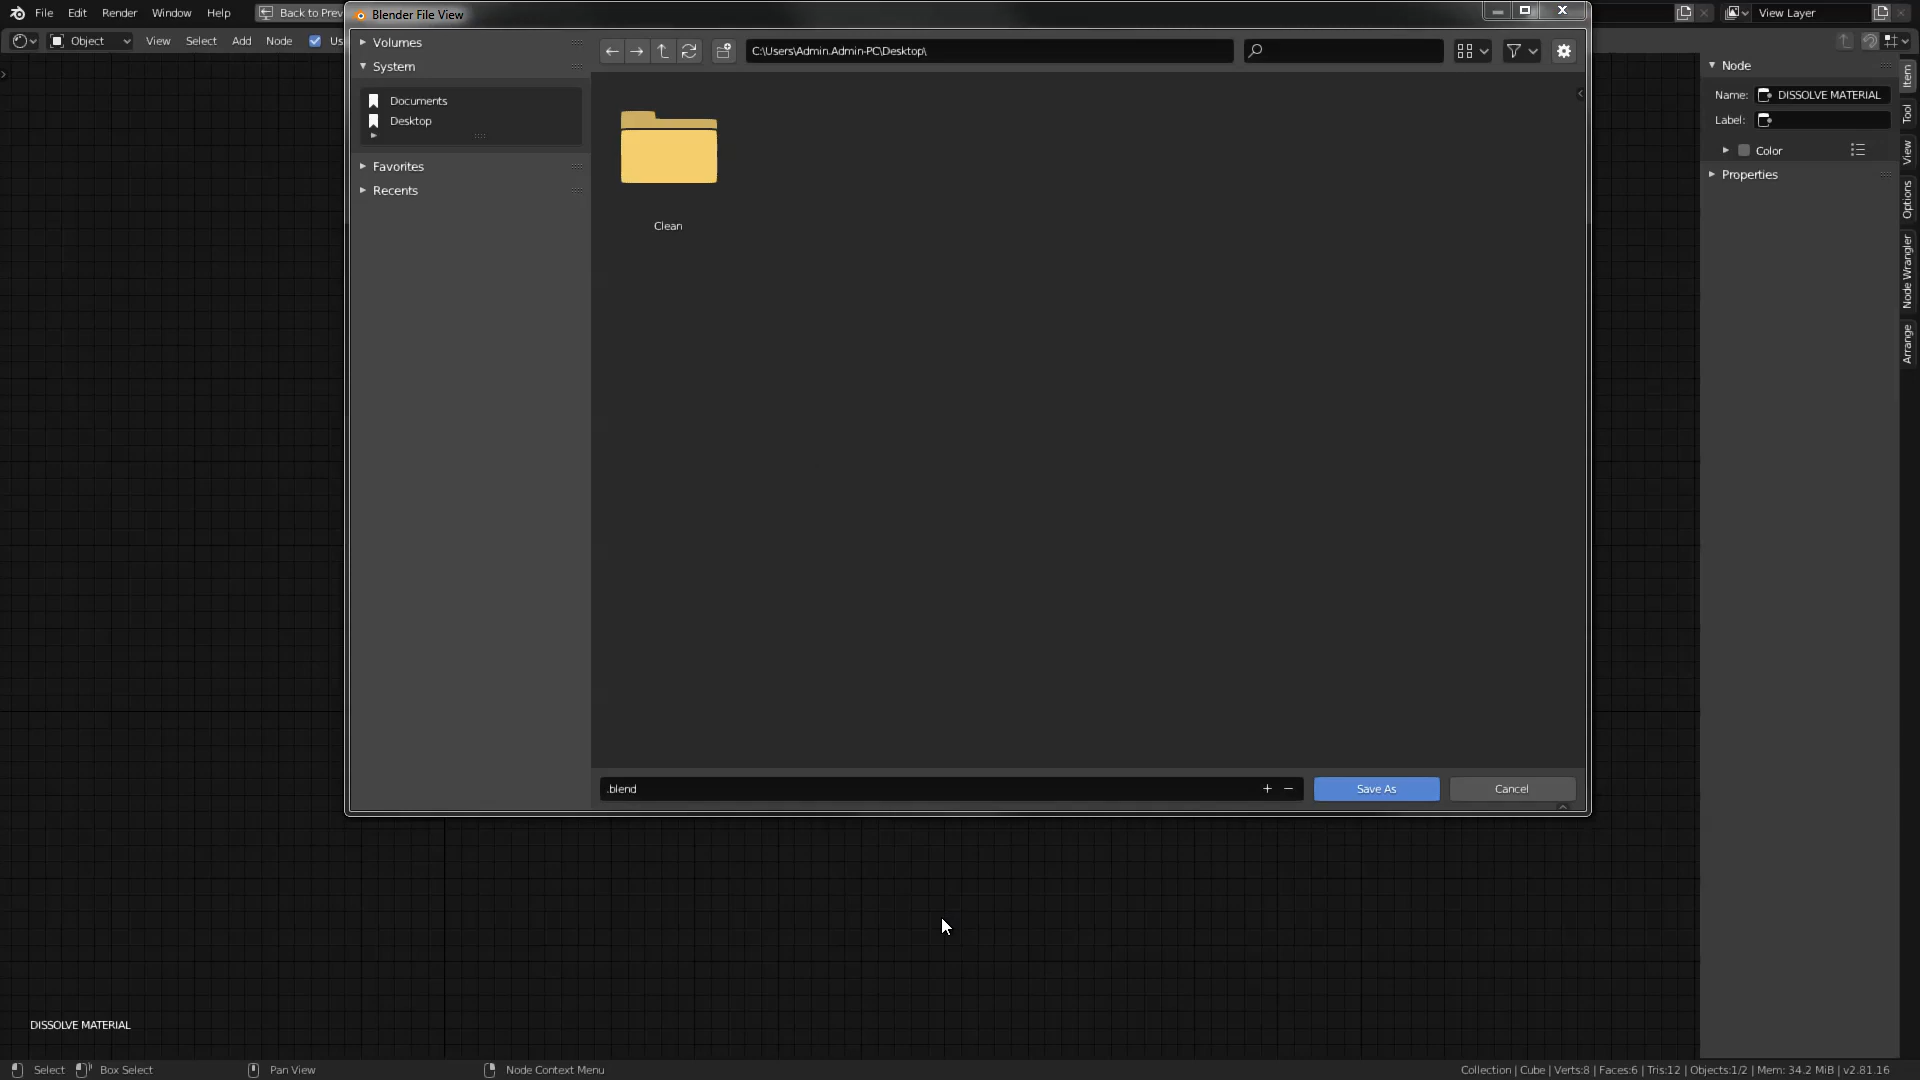 Blender File View
File Edit Render Window Help Back to Prev
View Layer
Object View Select Add Node Us
Volumes
System
Documents
Desktop
Favorites
Recents
C:\Users\Admin.Admin-PC\Desktop\
Clean
.blend
Save As
Cancel
Node
Name: DISSOLVE MATERIAL
Label:
Color
Properties
Item
Tool
View
Options
Node Wrangler
Arrange
DISSOLVE MATERIAL
Select Box Select Pan View Node Context Menu
Collection | Cube | Verts:8 | Faces:6 | Tris:12 | Objects:1/2 | Mem: 34.2 MiB | v2.81.16